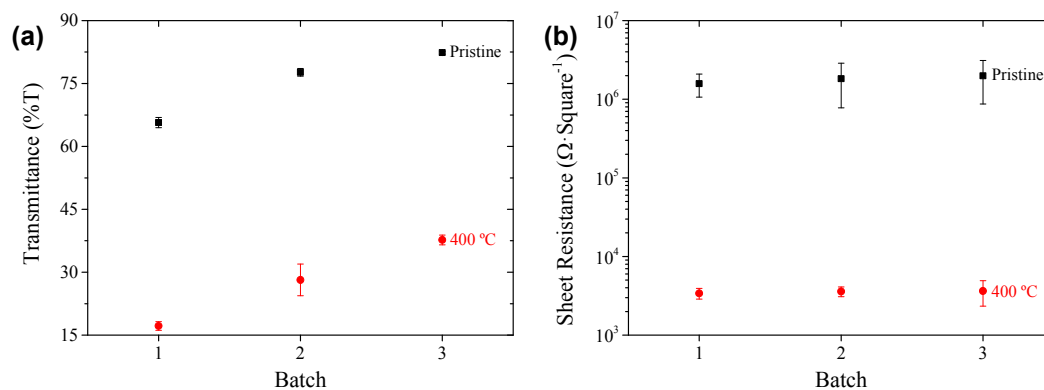 (a)
Transmittance (%T)
90
75
60
45
30
15
Pristine
400 ºC
1 2 3
Batch
(b)
Sheet Resistance (Ω·Square⁻¹)
10⁷
10⁶
10⁵
10⁴
10³
Pristine
400 ºC
1 2 3
Batch